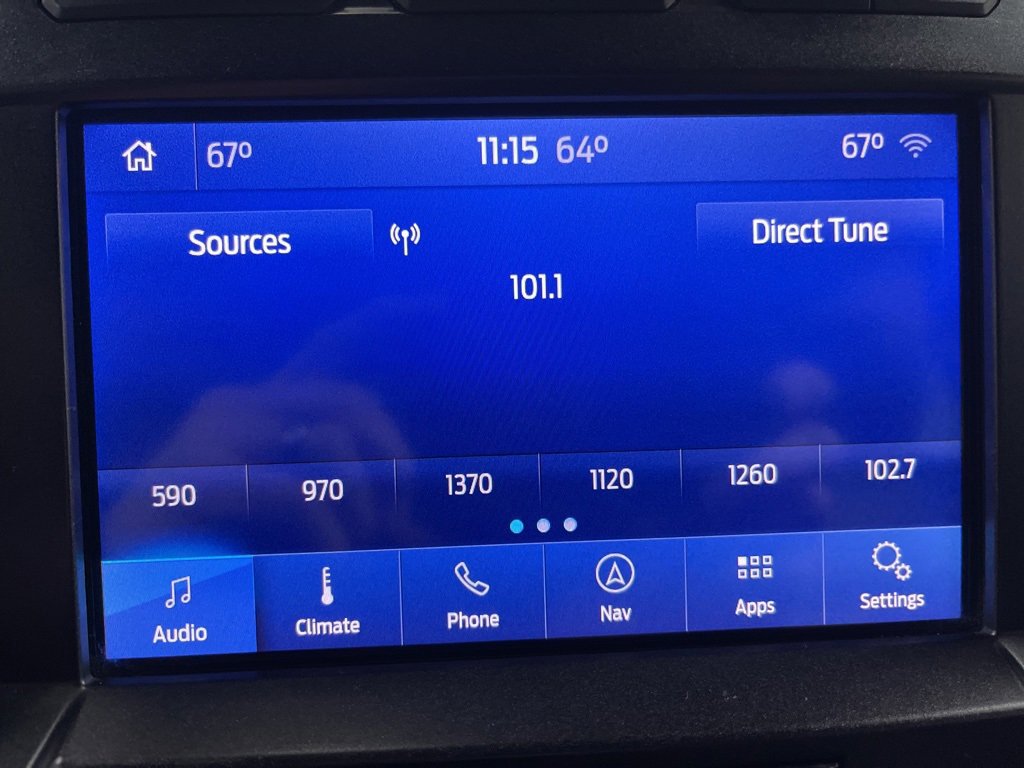 67° 11:15 64° 67°
Sources Direct Tune
101.1
590 970 1370 1120 1260 102.7
Audio Climate Phone Nav Apps Settings